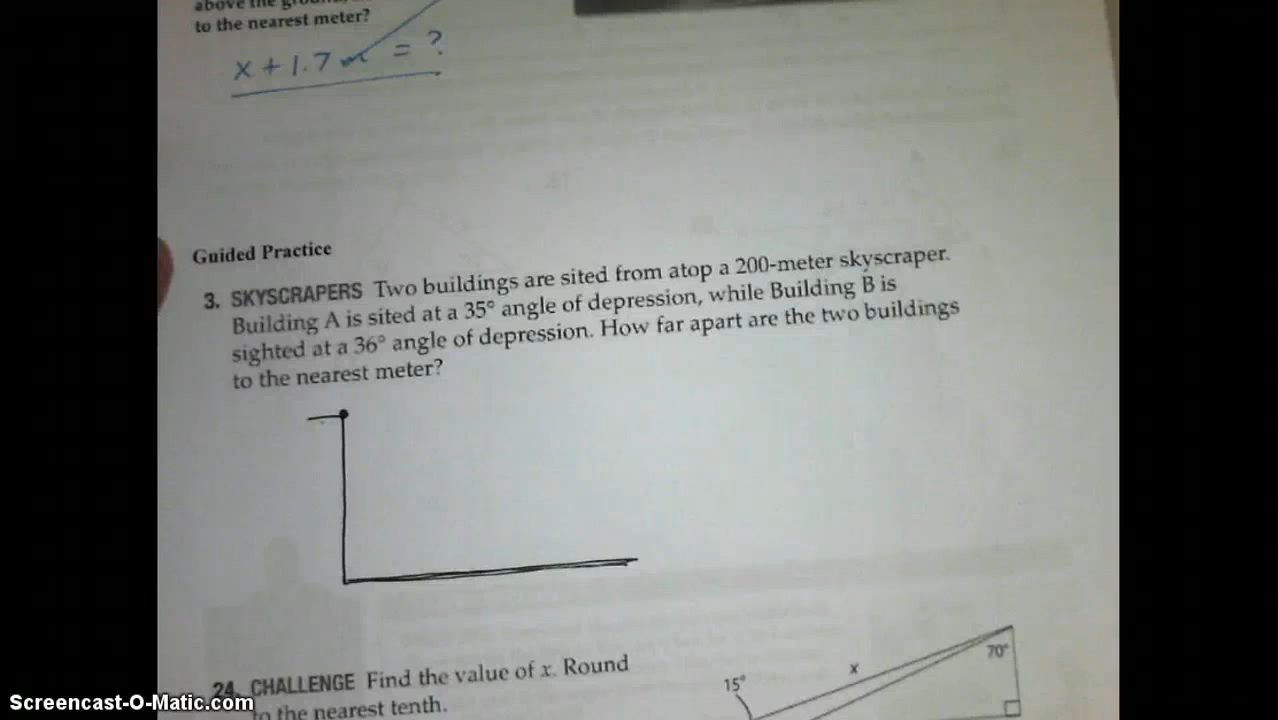 above the ground,
to the nearest meter?
x + 1.7 m = ?
Guided Practice
3. SKYSCRAPERS Two buildings are sited from atop a 200-meter skyscraper.
Building A is sited at a 35° angle of depression, while Building B is
sighted at a 36° angle of depression. How far apart are the two buildings
to the nearest meter?
24. CHALLENGE Find the value of x. Round
to the nearest tenth.
15°
x
70°
Screencast-O-Matic.com